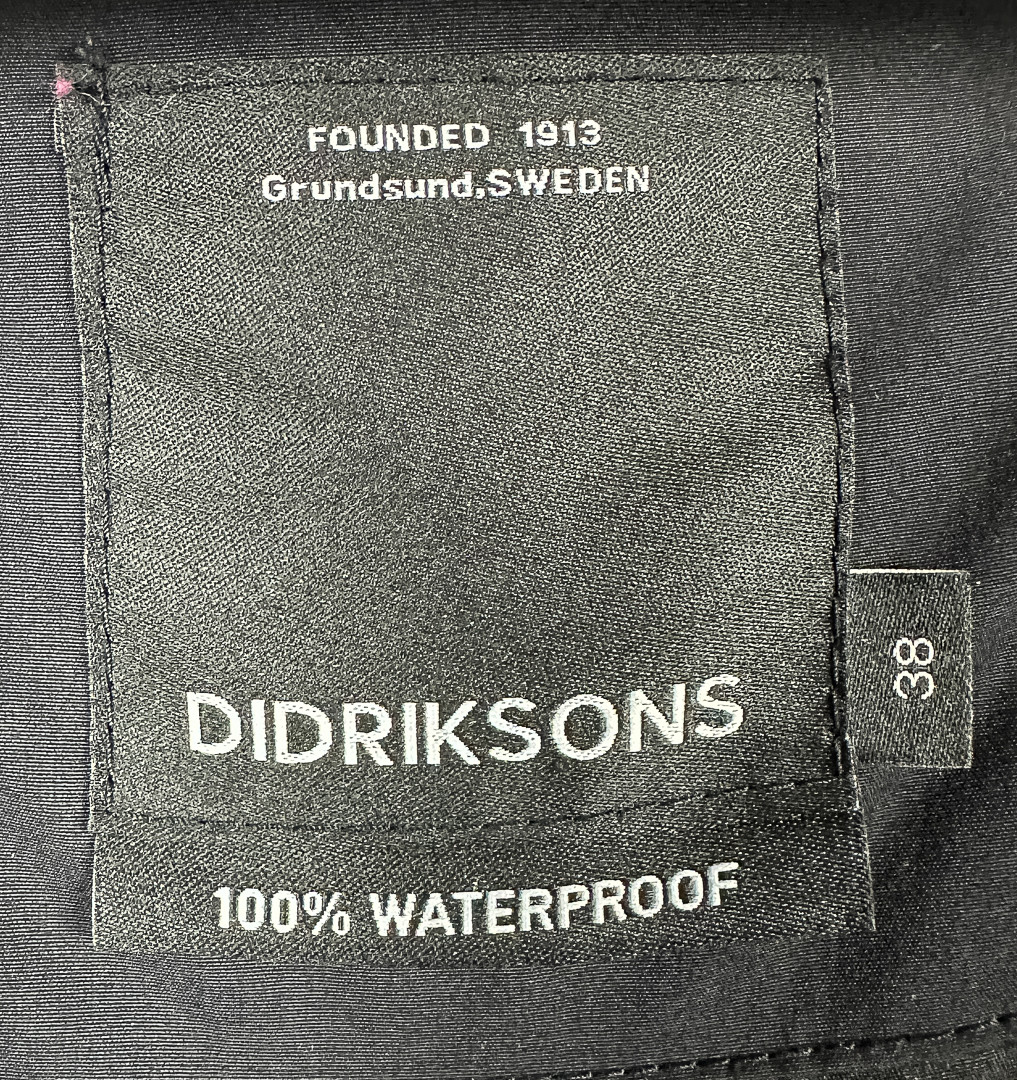 FOUNDED 1913
Grundsund,SWEDEN
DIDRIKSONS
38
100% WATERPROOF